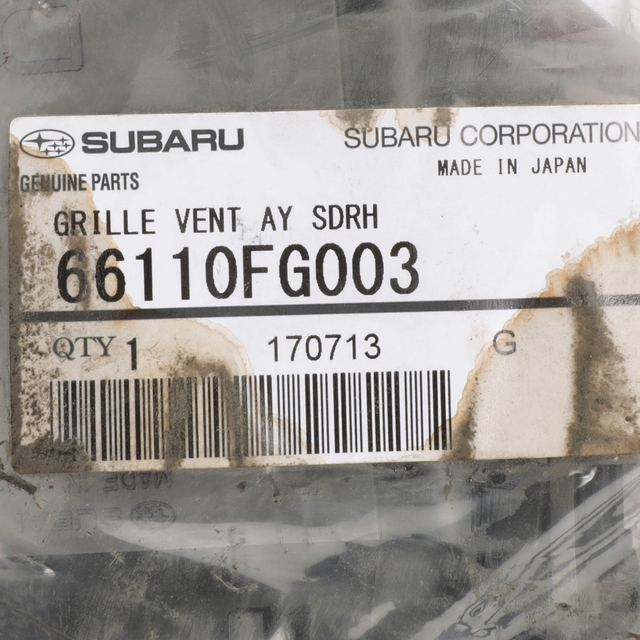 SUBARU SUBARU CORPORATION
GENUINE PARTS MADE IN JAPAN
GRILLE VENT AY SDRH
66110FG003
QTY 1 170713 G